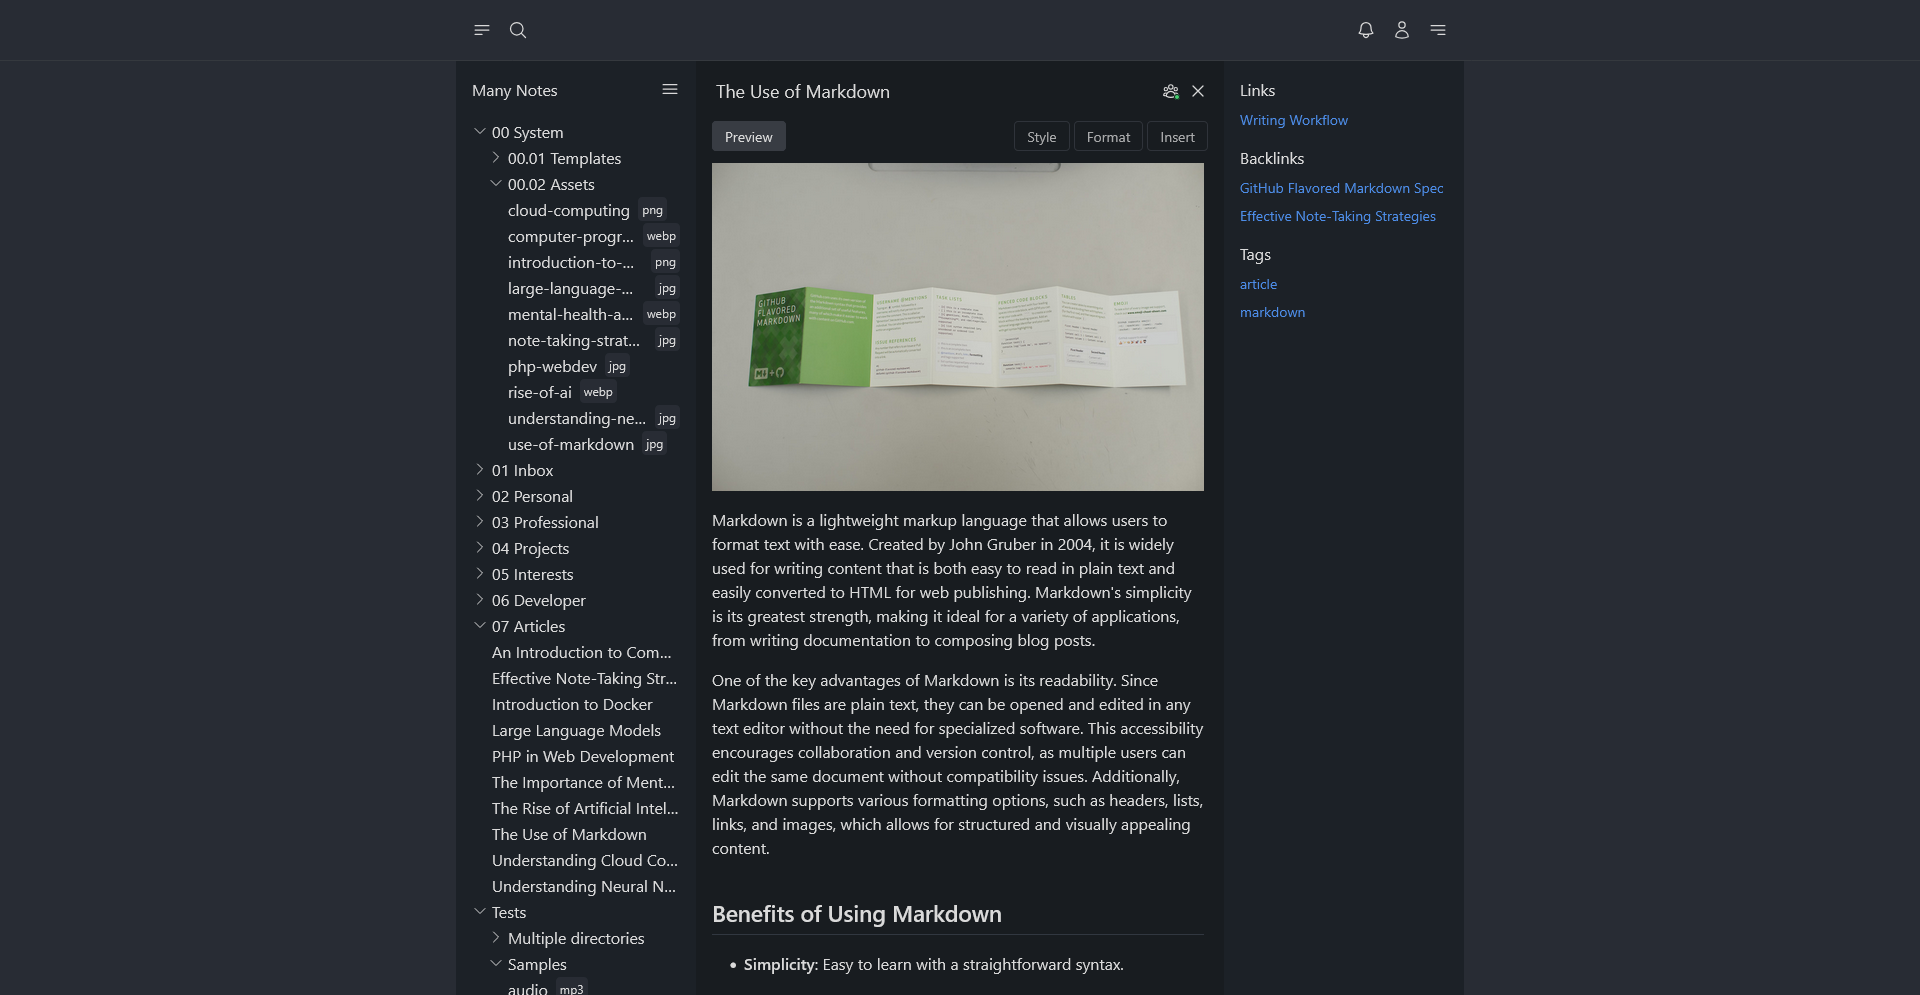 Many Notes
00 System
00.01 Templates
00.02 Assets
cloud-computing png
computer-progr... webp
introduction-to-... png
large-language-... jpg
mental-health-a... webp
note-taking-strat... jpg
php-webdev jpg
rise-of-ai webp
understanding-ne... jpg
use-of-markdown jpg
01 Inbox
02 Personal
03 Professional
04 Projects
05 Interests
06 Developer
07 Articles
An Introduction to Com...
Effective Note-Taking Str...
Introduction to Docker
Large Language Models
PHP in Web Development
The Importance of Ment...
The Rise of Artificial Intel...
The Use of Markdown
Understanding Cloud Co...
Understanding Neural N...
Tests
Multiple directories
Samples
audio mp3
The Use of Markdown
Preview
Style Format Insert
GITHUB
FLAVORED
MARKDOWN
USERNAME @MENTIONS
ISSUE REFERENCES
TASK LISTS
FENCED CODE BLOCKS
TABLES
EMOJI
Markdown is a lightweight markup language that allows users to
format text with ease. Created by John Gruber in 2004, it is widely
used for writing content that is both easy to read in plain text and
easily converted to HTML for web publishing. Markdown's simplicity
is its greatest strength, making it ideal for a variety of applications,
from writing documentation to composing blog posts.
One of the key advantages of Markdown is its readability. Since
Markdown files are plain text, they can be opened and edited in any
text editor without the need for specialized software. This accessibility
encourages collaboration and version control, as multiple users can
edit the same document without compatibility issues. Additionally,
Markdown supports various formatting options, such as headers, lists,
links, and images, which allows for structured and visually appealing
content.
Benefits of Using Markdown
• Simplicity: Easy to learn with a straightforward syntax.
Links
Writing Workflow
Backlinks
GitHub Flavored Markdown Spec
Effective Note-Taking Strategies
Tags
article
markdown